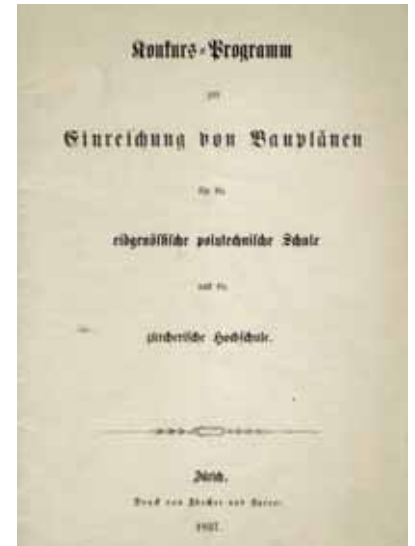 Konkurs-Programm
zur
Einreichung von Bauplänen
für die
eidgenössische polytechnische Schule
und die
zürcherische Hochschule.
Zürich,
Druck von Zürcher und Furrer.
1857.